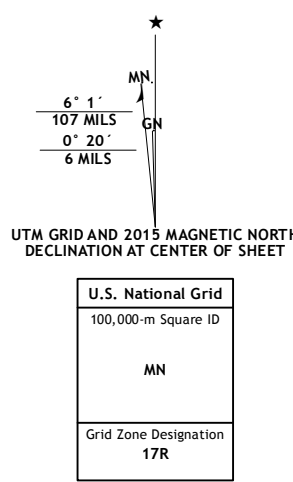 ★
MN.
6° 1´
107 MILS
GN
0° 20´
6 MILS
UTM GRID AND 2015 MAGNETIC NORTH
DECLINATION AT CENTER OF SHEET
U.S. National Grid
100,000-m Square ID
MN
Grid Zone Designation
17R